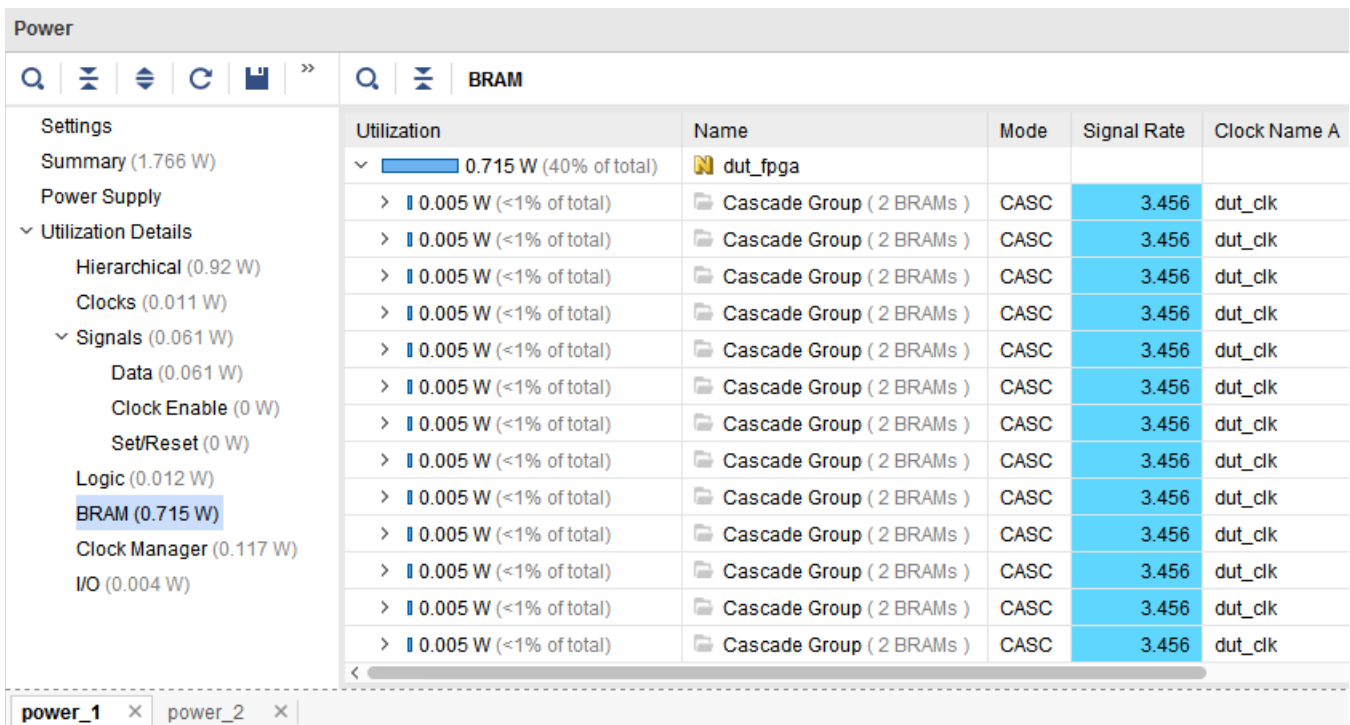 Power
»
BRAM
Settings
Summary (1.766 W)
Power Supply
Utilization Details
Hierarchical (0.92 W)
Clocks (0.011 W)
Signals (0.061 W)
Data (0.061 W)
Clock Enable (0 W)
Set/Reset (0 W)
Logic (0.012 W)
BRAM (0.715 W)
Clock Manager (0.117 W)
I/O (0.004 W)
Utilization Name Mode Signal Rate Clock Name A
0.715 W (40% of total) N dut_fpga
0.005 W (<1% of total) Cascade Group ( 2 BRAMs ) CASC 3.456 dut_clk
0.005 W (<1% of total) Cascade Group ( 2 BRAMs ) CASC 3.456 dut_clk
0.005 W (<1% of total) Cascade Group ( 2 BRAMs ) CASC 3.456 dut_clk
0.005 W (<1% of total) Cascade Group ( 2 BRAMs ) CASC 3.456 dut_clk
0.005 W (<1% of total) Cascade Group ( 2 BRAMs ) CASC 3.456 dut_clk
0.005 W (<1% of total) Cascade Group ( 2 BRAMs ) CASC 3.456 dut_clk
0.005 W (<1% of total) Cascade Group ( 2 BRAMs ) CASC 3.456 dut_clk
0.005 W (<1% of total) Cascade Group ( 2 BRAMs ) CASC 3.456 dut_clk
0.005 W (<1% of total) Cascade Group ( 2 BRAMs ) CASC 3.456 dut_clk
0.005 W (<1% of total) Cascade Group ( 2 BRAMs ) CASC 3.456 dut_clk
0.005 W (<1% of total) Cascade Group ( 2 BRAMs ) CASC 3.456 dut_clk
0.005 W (<1% of total) Cascade Group ( 2 BRAMs ) CASC 3.456 dut_clk
0.005 W (<1% of total) Cascade Group ( 2 BRAMs ) CASC 3.456 dut_clk
power_1 × power_2 ×